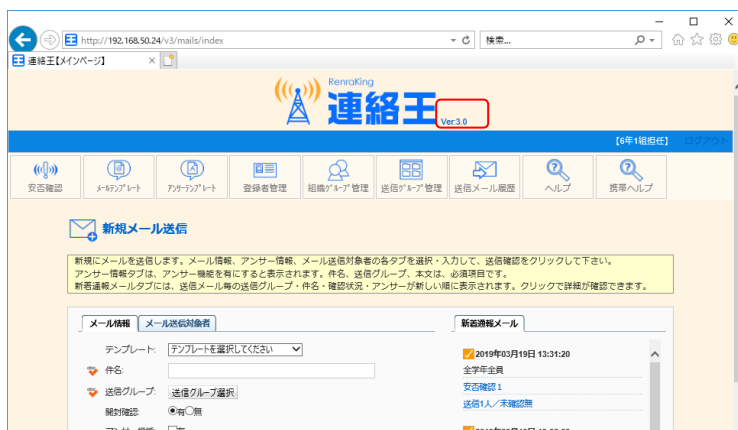 http://192.168.50.24/v3/mails/index
検索...
連絡王【メインページ】
RenraKing
連絡王
Ver.3.0
【6年1組担任】 ログアウト
安否確認 メールテンプレート アンサーテンプレート 登録者管理 組織グループ管理 送信グループ管理 送信メール履歴 ヘルプ 携帯ヘルプ
新規メール送信
新規にメールを送信します。メール情報、アンサー情報、メール送信対象者の各タブを選択・入力して、送信確認をクリックして下さい。
アンサー情報タブは、アンサー機能を有にすると表示されます。件名、送信グループ、本文は、必須項目です。
新着通報メールタブには、送信メール毎の送信グループ・件名・確認状況・アンサーが新しい順に表示されます。クリックで詳細が確認できます。
メール情報 メール送信対象者
テンプレート: テンプレートを選択してください
件名:
送信グループ: 送信グループ選択
開封確認: 有 無
新着通報メール
2019年03月19日 13:31:20
全学年全員
安否確認1
送信1人/未確認無